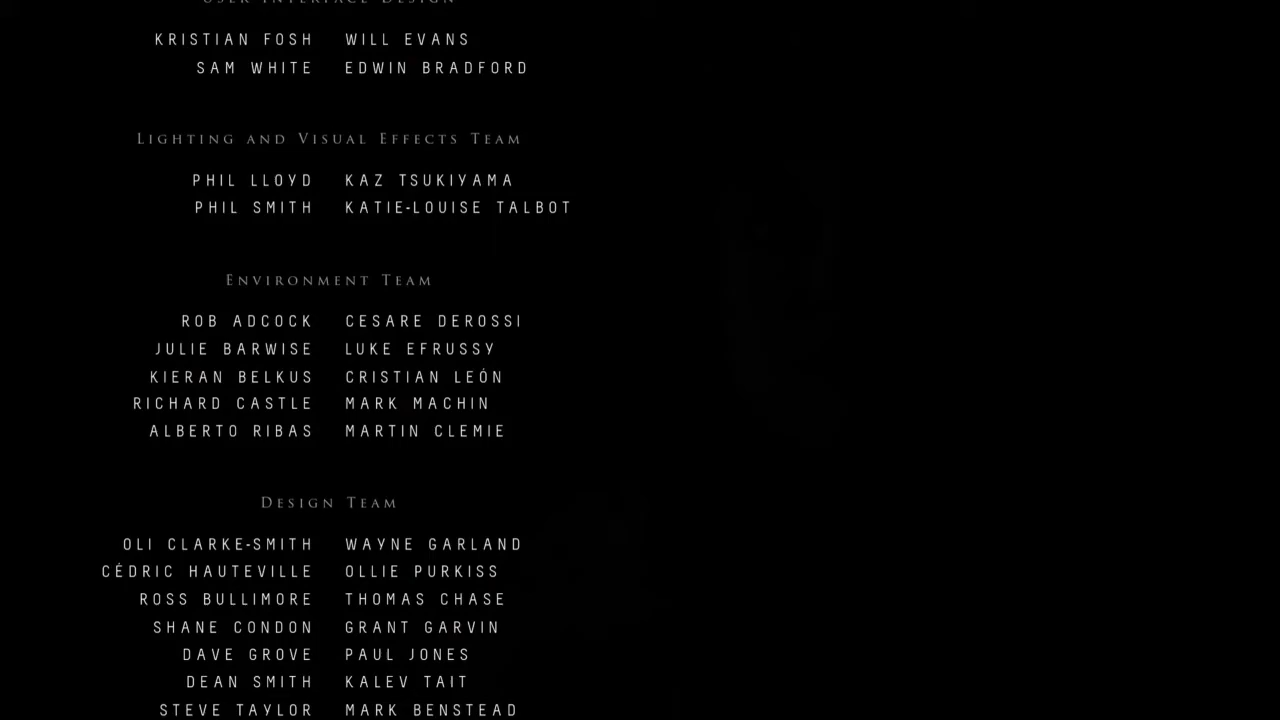 User Interface Design
KRISTIAN FOSH WILL EVANS
SAM WHITE EDWIN BRADFORD
Lighting and Visual Effects Team
PHIL LLOYD KAZ TSUKIYAMA
PHIL SMITH KATIE-LOUISE TALBOT
Environment Team
ROB ADCOCK CESARE DEROSSI
JULIE BARWISE LUKE EFRUSSY
KIERAN BELKUS CRISTIAN LEÓN
RICHARD CASTLE MARK MACHIN
ALBERTO RIBAS MARTIN CLEMIE
Design Team
OLI CLARKE-SMITH WAYNE GARLAND
CÉDRIC HAUTEVILLE OLLIE PURKISS
ROSS BULLIMORE THOMAS CHASE
SHANE CONDON GRANT GARVIN
DAVE GROVE PAUL JONES
DEAN SMITH KALEV TAIT
STEVE TAYLOR MARK BENSTEAD